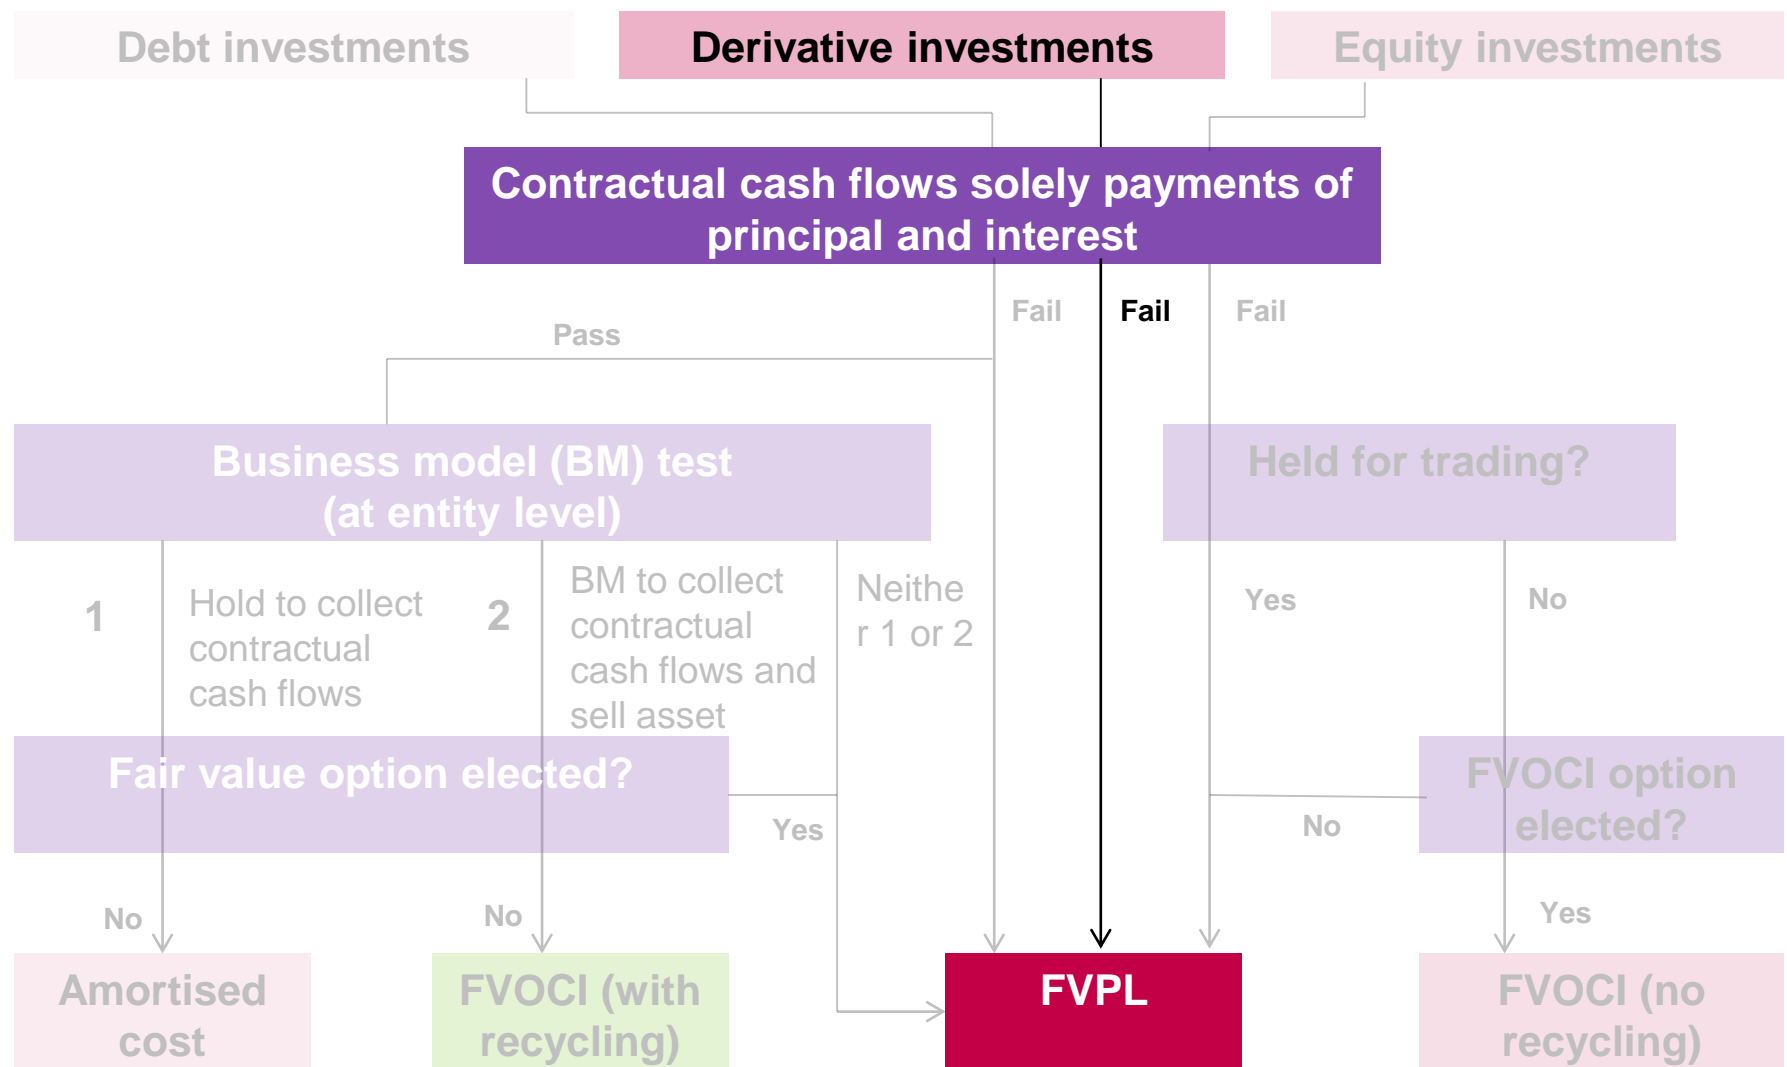 Debt investments
Derivative investments
Equity investments
Contractual cash flows solely payments of
principal and interest
Fail
Fail
Fail
Pass
Business model (BM) test
(at entity level)
Held for trading?
1
Hold to collect
contractual
cash flows
2
BM to collect
contractual
cash flows and
sell asset
Neithe
r 1 or 2
Yes
No
Fair value option elected?
Yes
FVOCI option
elected?
No
No
No
Yes
Amortised
cost
FVOCI (with
recycling)
FVPL
FVOCI (no
recycling)